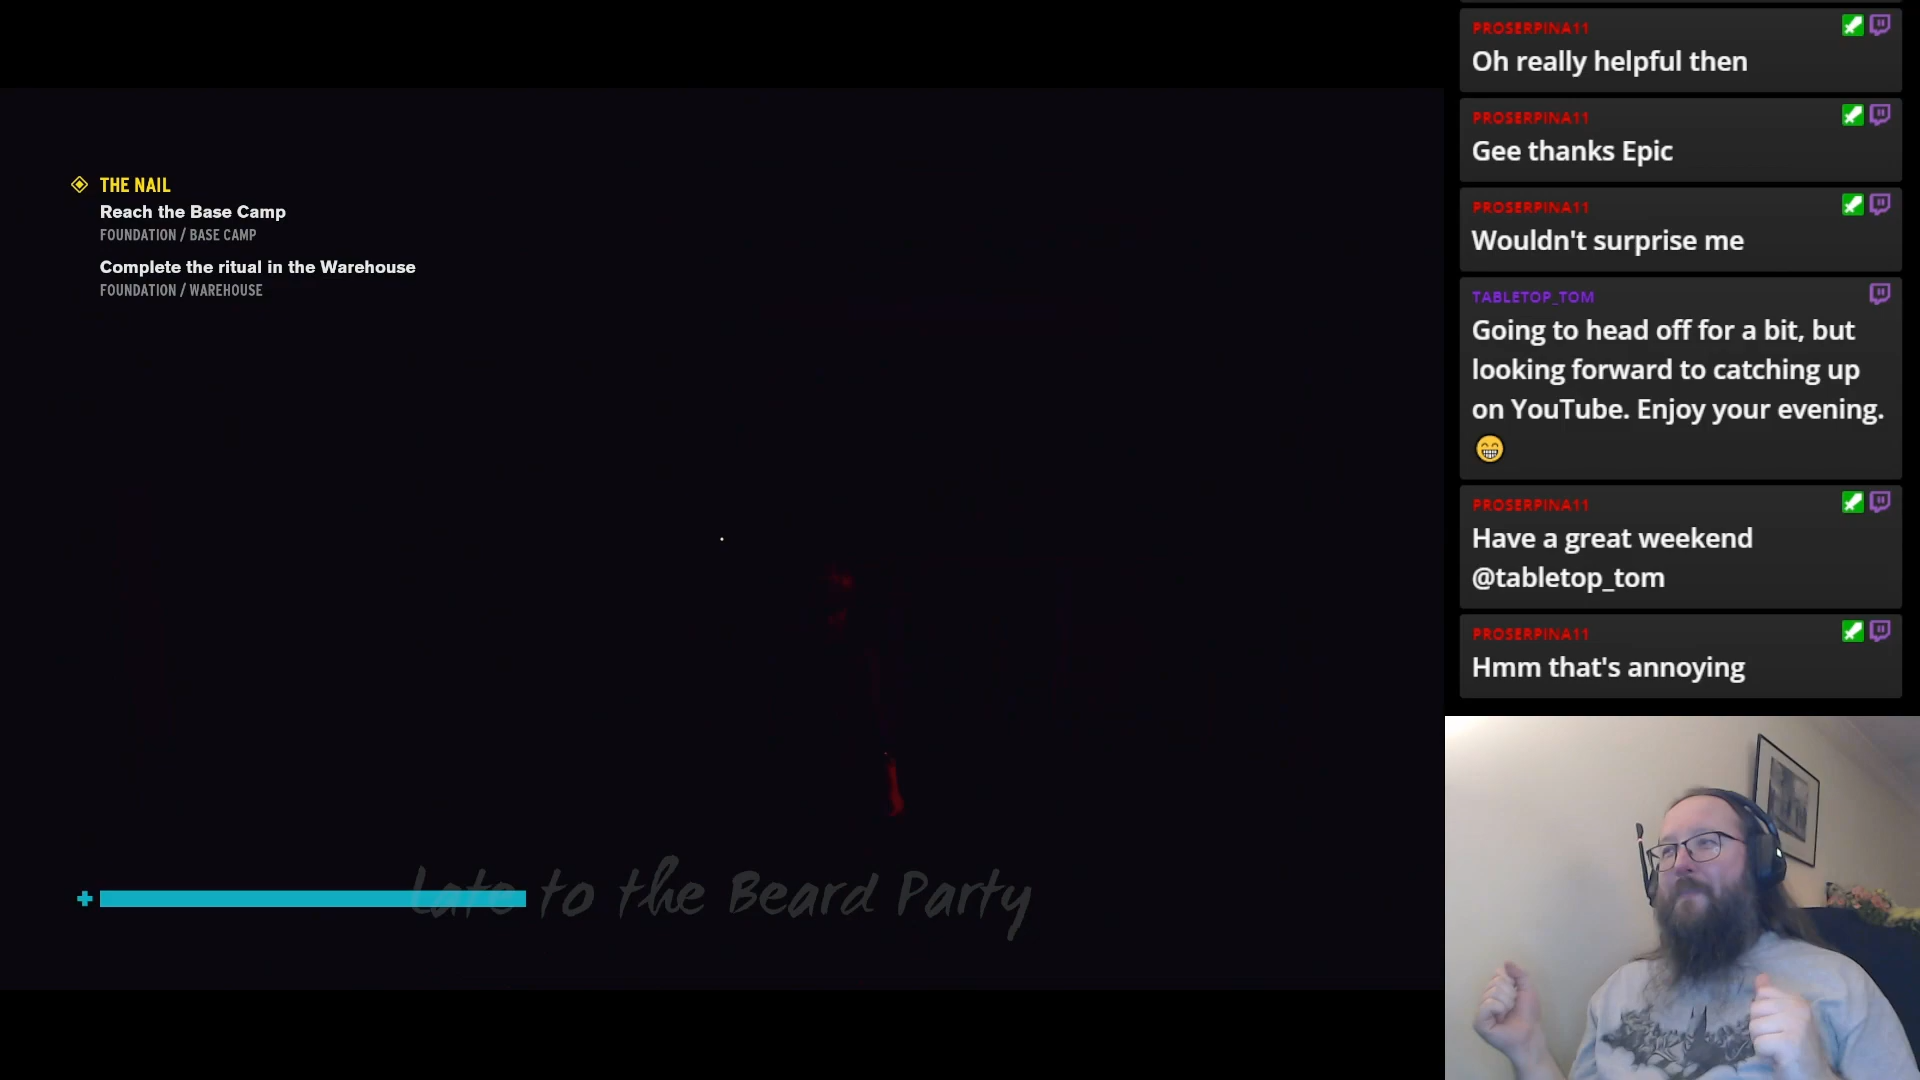 THE NAIL
Reach the Base Camp
FOUNDATION / BASE CAMP
Complete the ritual in the Warehouse
FOUNDATION / WAREHOUSE
Late to the Beard Party
PROSERPINA11
Oh really helpful then
PROSERPINA11
Gee thanks Epic
PROSERPINA11
Wouldn't surprise me
TABLETOP_TOM
Going to head off for a bit, but
looking forward to catching up
on YouTube. Enjoy your evening.
😁
PROSERPINA11
Have a great weekend
@tabletop_tom
PROSERPINA11
Hmm that's annoying